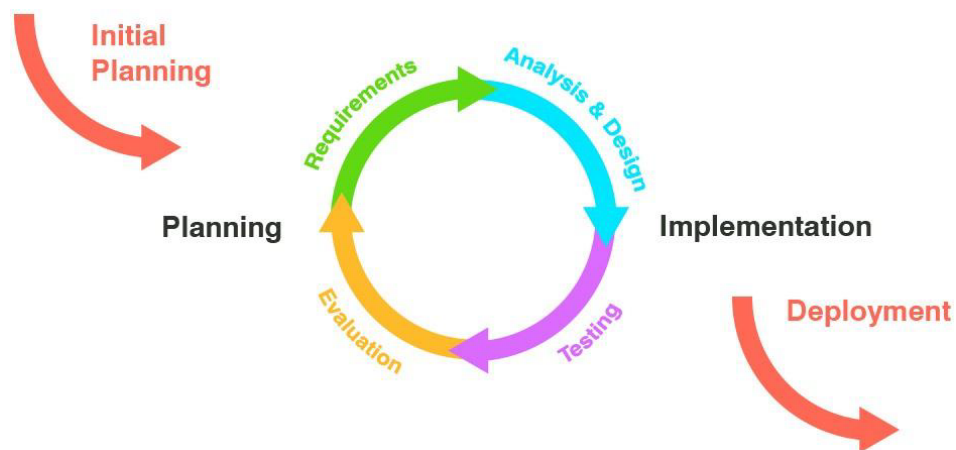 Initial
Planning
Requirements
Analysis & Design
Planning
Implementation
Evaluation
Testing
Deployment